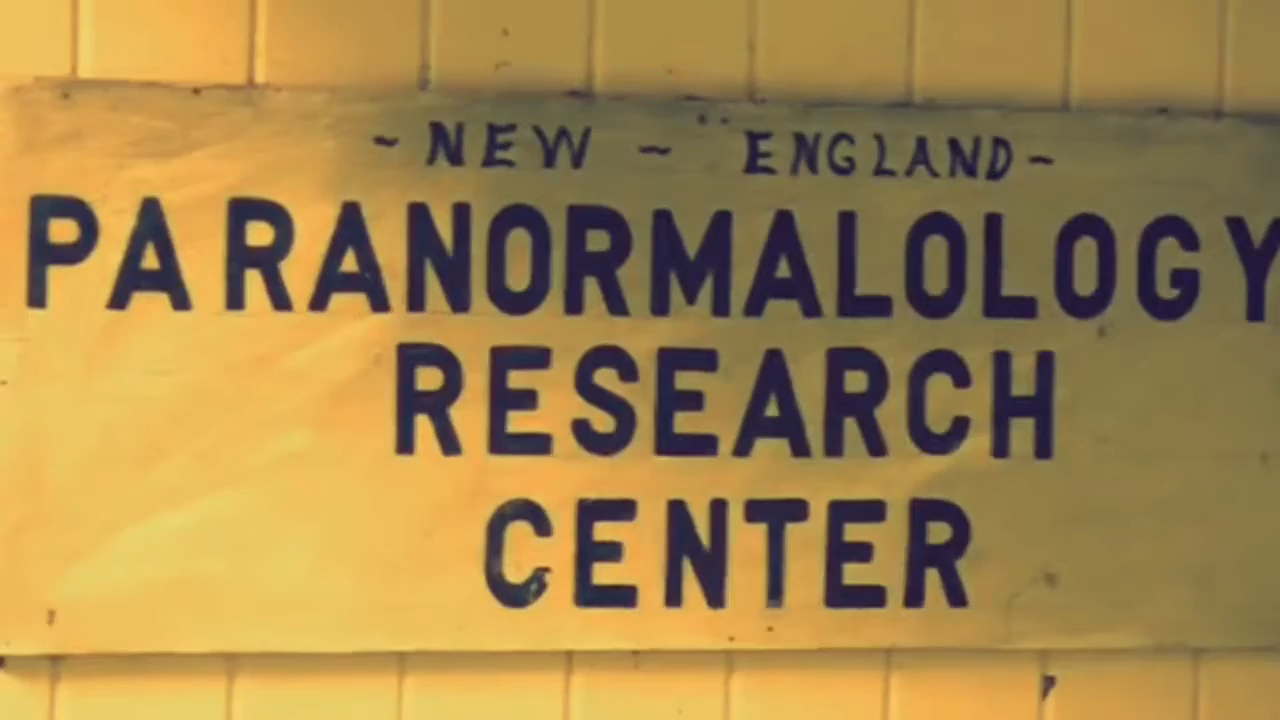 ~ NEW ~ ENGLAND ~
PARANORMALOLOGY
RESEARCH
CENTER